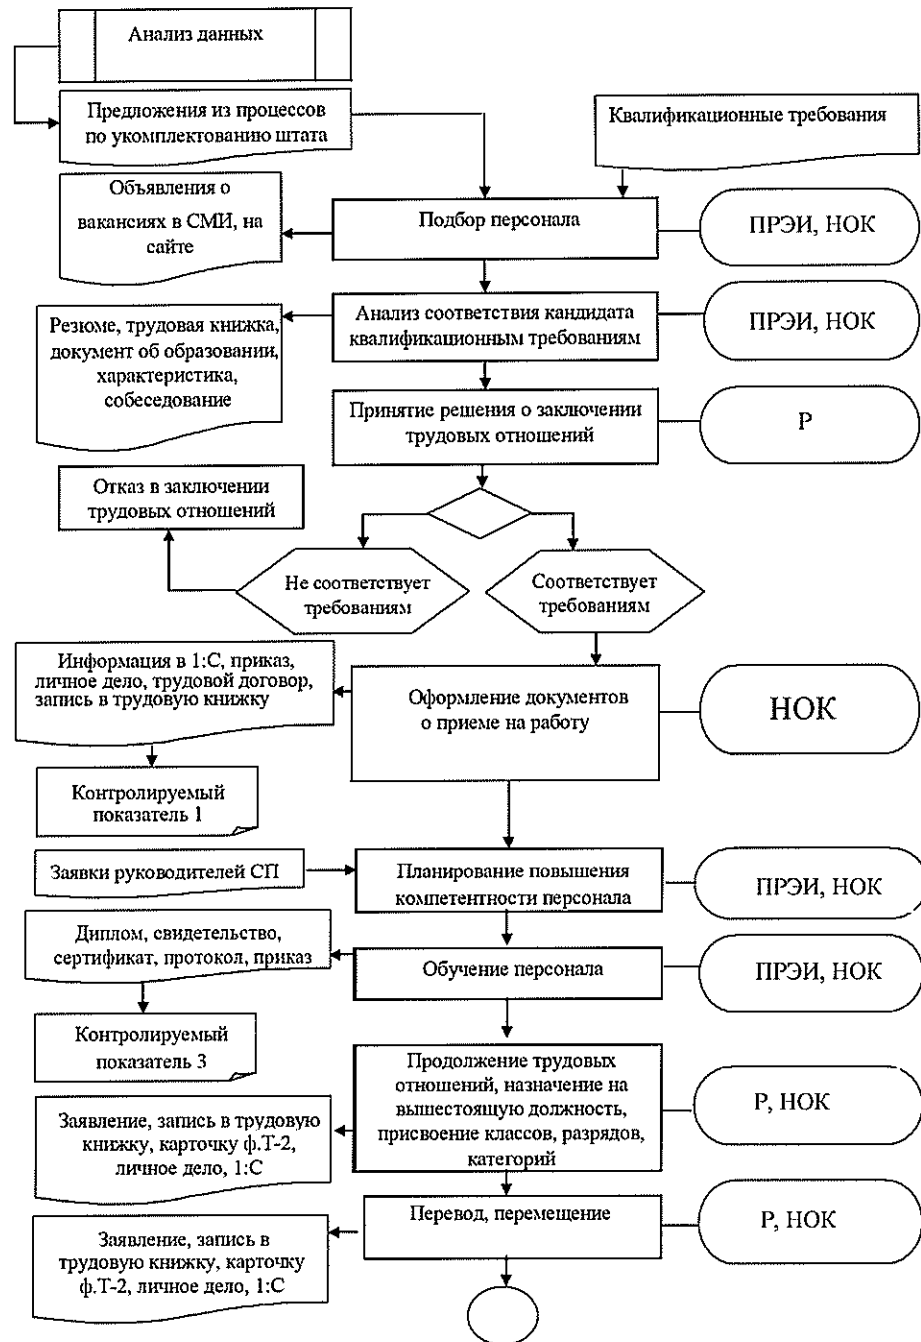 Анализ данных
Предложения из процессов
по укомплектованию штата
Квалификационные требования
Объявления о
вакансиях в СМИ, на
сайте
Подбор персонала
ПРЭИ, НОК
Резюме, трудовая книжка,
документ об образовании,
характеристика,
собеседование
Анализ соответствия кандидата
квалификационным требованиям
ПРЭИ, НОК
Принятие решения о заключении
трудовых отношений
Р
Отказ в заключении
трудовых отношений
Не соответствует
требованиям
Соответствует
требованиям
Информация в 1:С, приказ,
личное дело, трудовой договор,
запись в трудовую книжку
Оформление документов
о приеме на работу
НОК
Контролируемый
показатель 1
Заявки руководителей СП
Планирование повышения
компетентности персонала
ПРЭИ, НОК
Диплом, свидетельство,
сертификат, протокол, приказ
Обучение персонала
ПРЭИ, НОК
Контролируемый
показатель 3
Продолжение трудовых
отношений, назначение на
вышестоящую должность,
присвоение классов, разрядов,
категорий
Р, НОК
Заявление, запись в трудовую
книжку, карточку ф.Т-2,
личное дело, 1:С
Перевод, перемещение
Р, НОК
Заявление, запись в
трудовую книжку, карточку
ф.Т-2, личное дело, 1:С